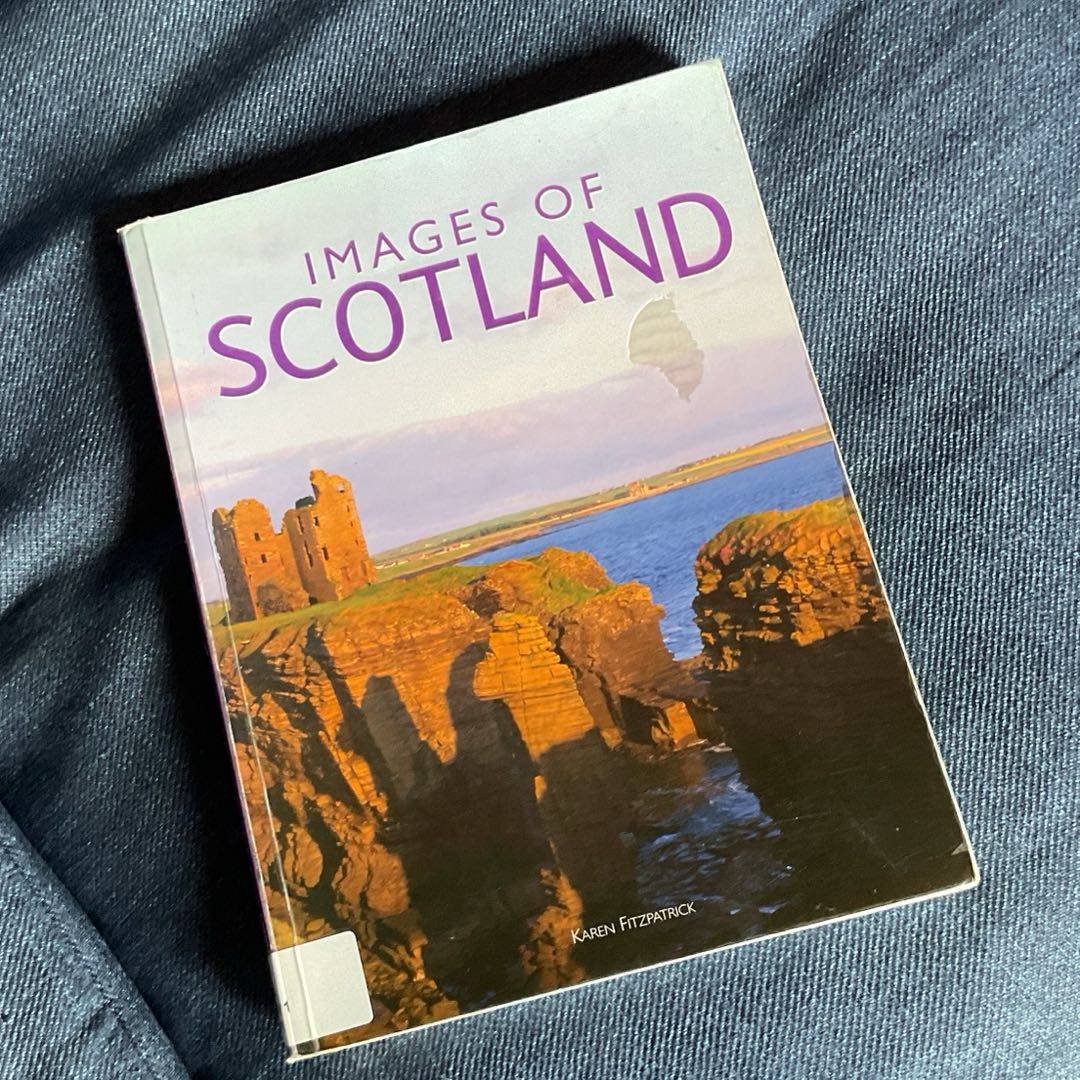 IMAGES OF
SCOTLAND
KAREN FITZPATRICK